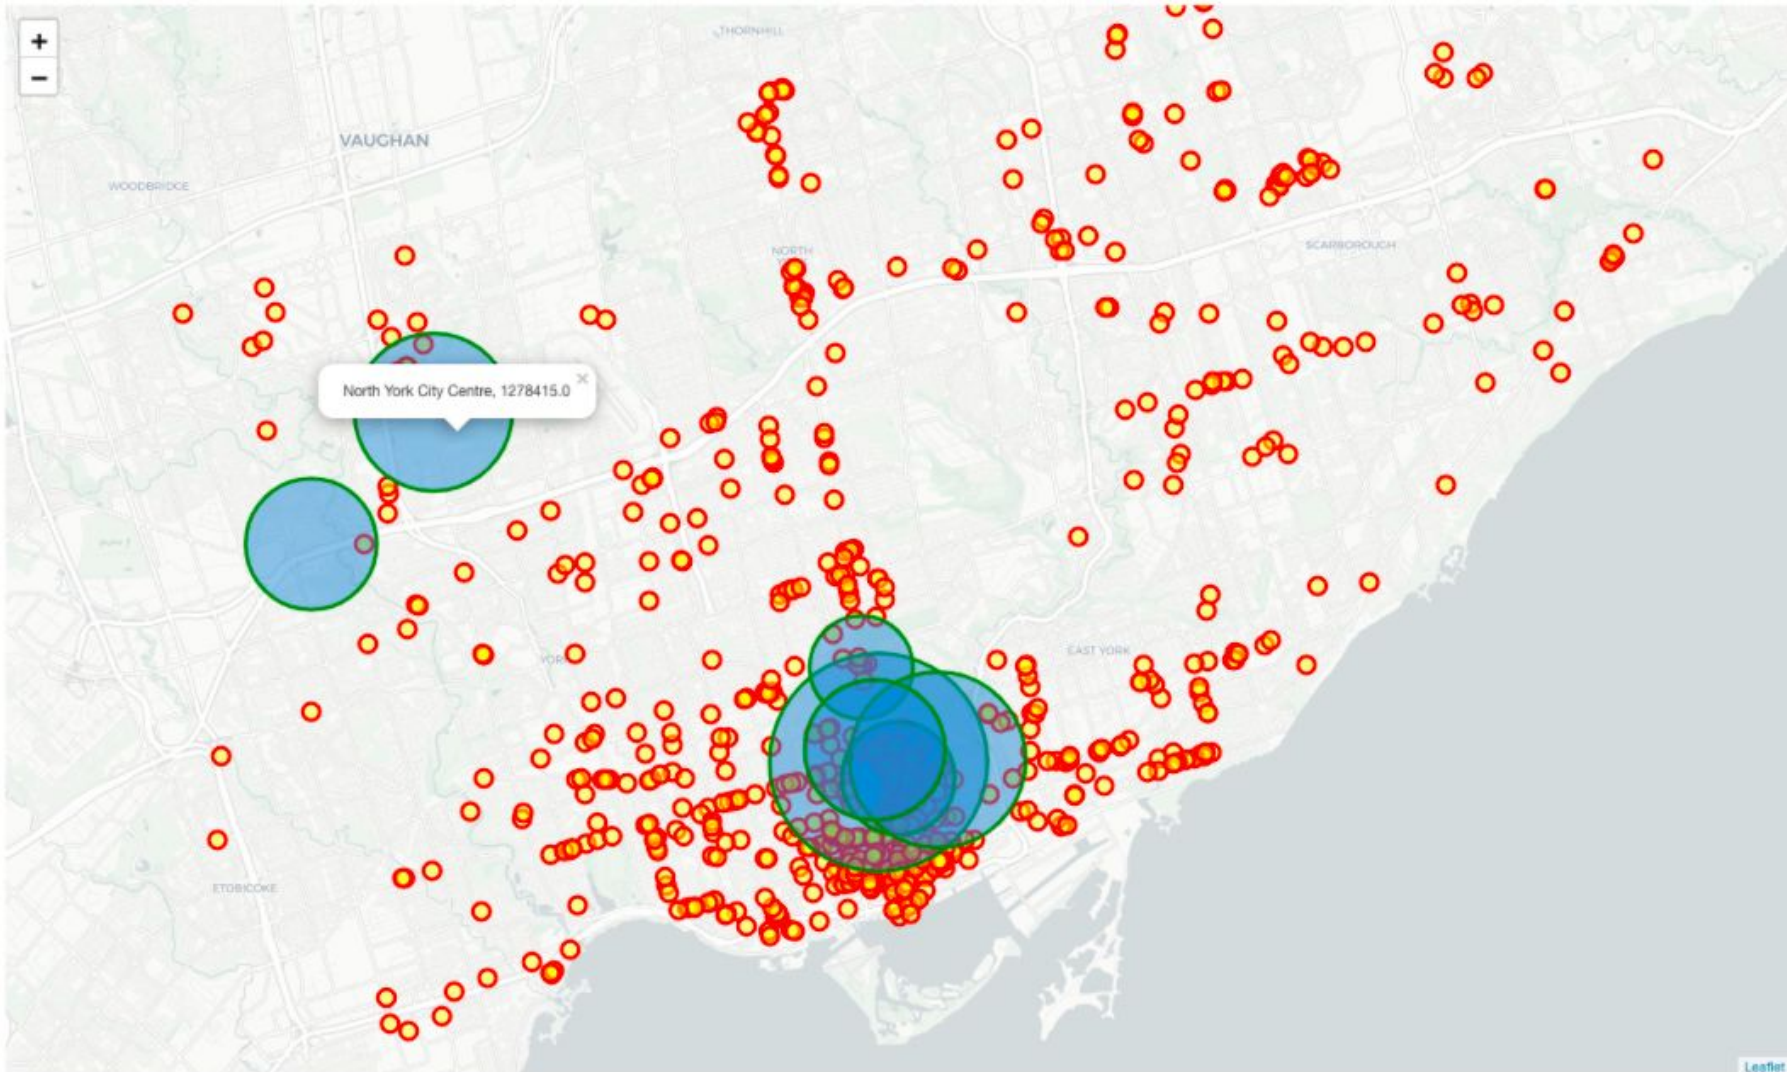 +
THORNHILL
−
VAUGHAN
WOODBRIDGE
NORTH
SCARBOROUGH
North York City Centre, 1278415.0 ×
YORK
EAST YORK
ETOBICOKE
Leaflet